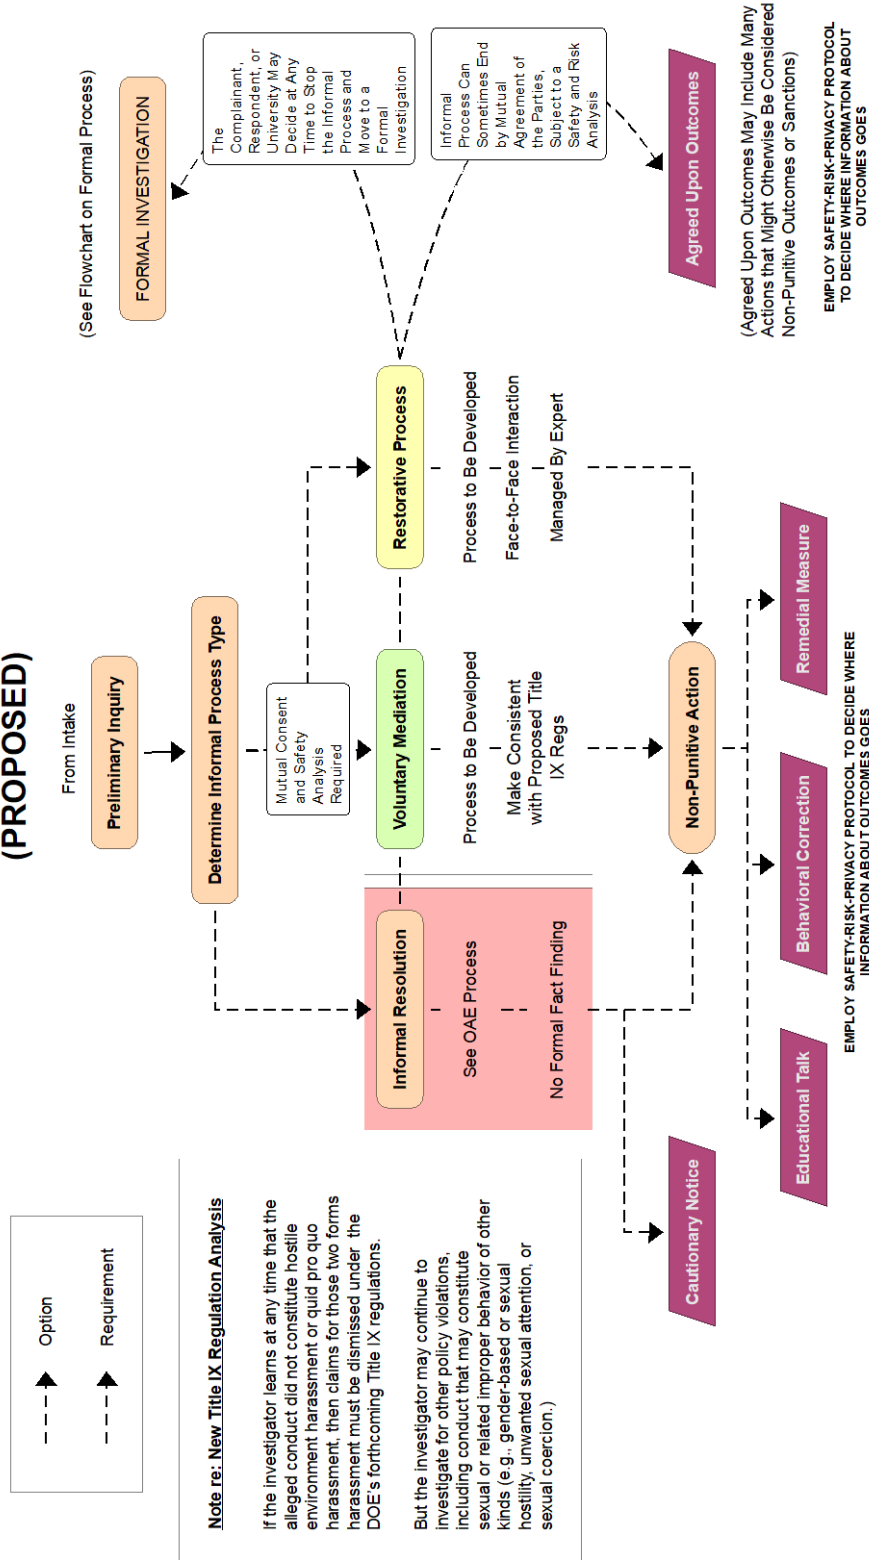 (PROPOSED)
Option
Requirement
Note re: New Title IX Regulation Analysis
If the investigator learns at any time that the
alleged conduct did not constitute hostile
environment harassment or quid pro quo
harassment, then claims for those two forms
harassment must be dismissed under the
DOE's forthcoming Title IX regulations.
But the investigator may continue to
investigate for other policy violations,
including conduct that may constitute
sexual or related improper behavior of other
kinds (e.g., gender-based or sexual
hostility, unwanted sexual attention, or
sexual coercion.)
From Intake
Preliminary Inquiry
Determine Informal Process Type
Mutual Consent
and Safety
Analysis
Required
Informal Resolution
See OAE Process
No Formal Fact Finding
Voluntary Mediation
Process to Be Developed
Make Consistent
with Proposed Title
IX Regs
Restorative Process
Process to Be Developed
Face-to-Face Interaction
Managed By Expert
(See Flowchart on Formal Process)
FORMAL INVESTIGATION
The
Complainant,
Respondent, or
University May
Decide at Any
Time to Stop
the Informal
Process and
Move to a
Formal
Investigation
Informal
Process Can
Sometimes End
by Mutual
Agreement of
the Parties,
Subject to a
Safety and Risk
Analysis
Agreed Upon Outcomes
(Agreed Upon Outcomes May Include Many
Actions that Might Otherwise Be Considered
Non-Punitive Outcomes or Sanctions)
EMPLOY SAFETY-RISK-PRIVACY PROTOCOL
TO DECIDE WHERE INFORMATION ABOUT
OUTCOMES GOES
Non-Punitive Action
Cautionary Notice
Educational Talk
Behavioral Correction
Remedial Measure
EMPLOY SAFETY-RISK-PRIVACY PROTOCOL TO DECIDE WHERE
INFORMATION ABOUT OUTCOMES GOES